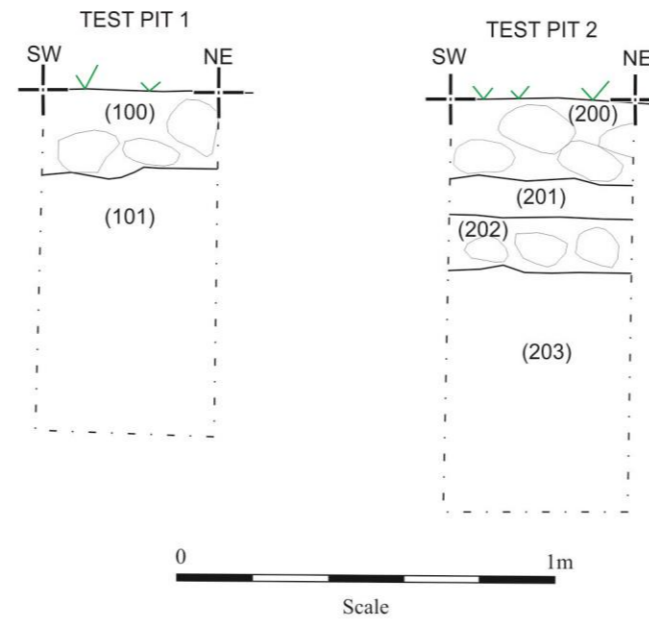 TEST PIT 1
SW
NE
(100)
(101)
TEST PIT 2
SW
NE
(200)
(201)
(202)
(203)
0
1m
Scale